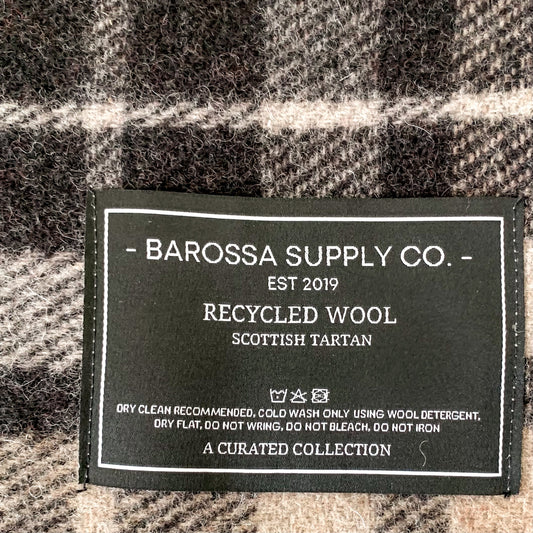 - BAROSSA SUPPLY CO. -
EST 2019
RECYCLED WOOL
SCOTTISH TARTAN
DRY CLEAN RECOMMENDED, COLD WASH ONLY USING WOOL DETERGENT,
DRY FLAT, DO NOT WRING, DO NOT BLEACH, DO NOT IRON
A CURATED COLLECTION